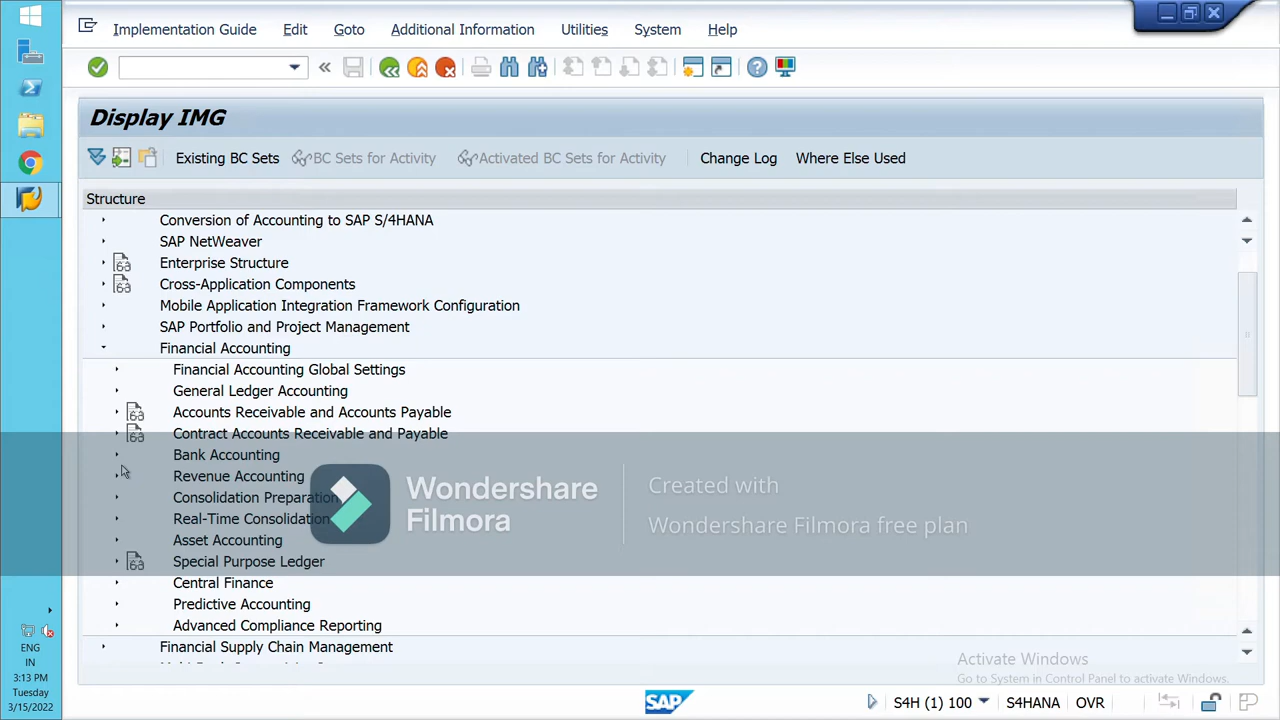 Implementation Guide Edit Goto Additional Information Utilities System Help
Display IMG
Existing BC Sets BC Sets for Activity Activated BC Sets for Activity Change Log Where Else Used
Structure
Conversion of Accounting to SAP S/4HANA
SAP NetWeaver
Enterprise Structure
Cross-Application Components
Mobile Application Integration Framework Configuration
SAP Portfolio and Project Management
Financial Accounting
Financial Accounting Global Settings
General Ledger Accounting
Accounts Receivable and Accounts Payable
Contract Accounts Receivable and Payable
Bank Accounting
Revenue Accounting
Consolidation Preparation
Real-Time Consolidation
Asset Accounting
Special Purpose Ledger
Central Finance
Predictive Accounting
Advanced Compliance Reporting
Financial Supply Chain Management
Wondershare
Filmora
Created with
Wondershare Filmora free plan
Activate Windows
Go to System in Control Panel to activate Windows.
SAP S4H (1) 100 S4HANA OVR
ENG
IN
3:13 PM
Tuesday
3/15/2022